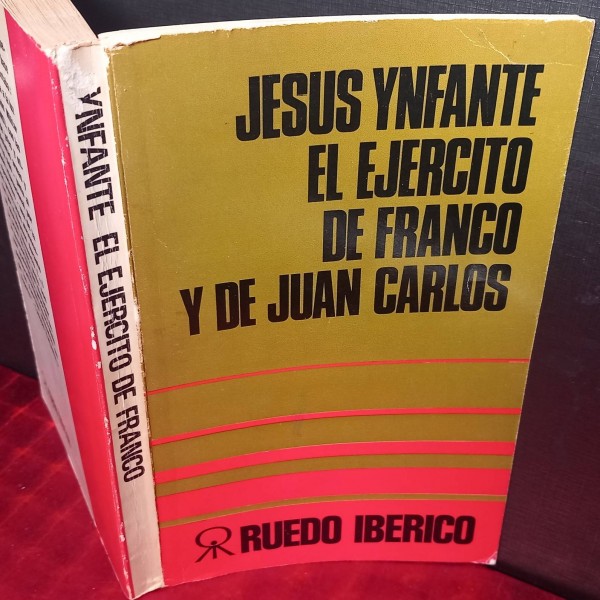 JESUS YNFANTE
EL EJERCITO
DE FRANCO
Y DE JUAN CARLOS
RUEDO IBERICO
YNFANTE EL EJERCITO DE FRANCO